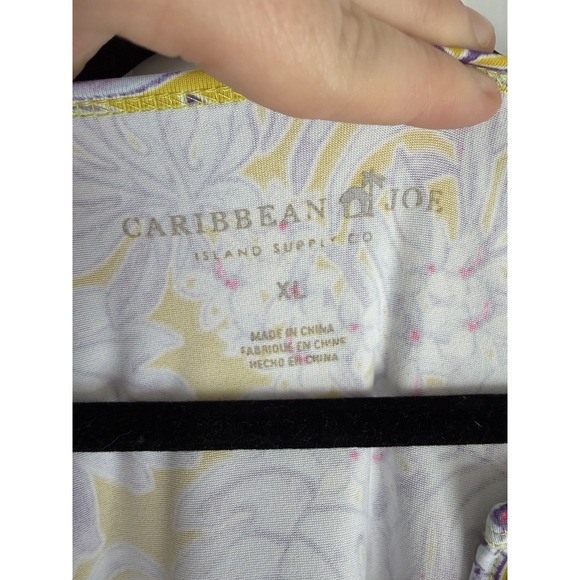 CARIBBEAN JOE
ISLAND SUPPLY CO
XL
MADE IN CHINA
FABRIQUÉ EN CHINE
HECHO EN CHINA